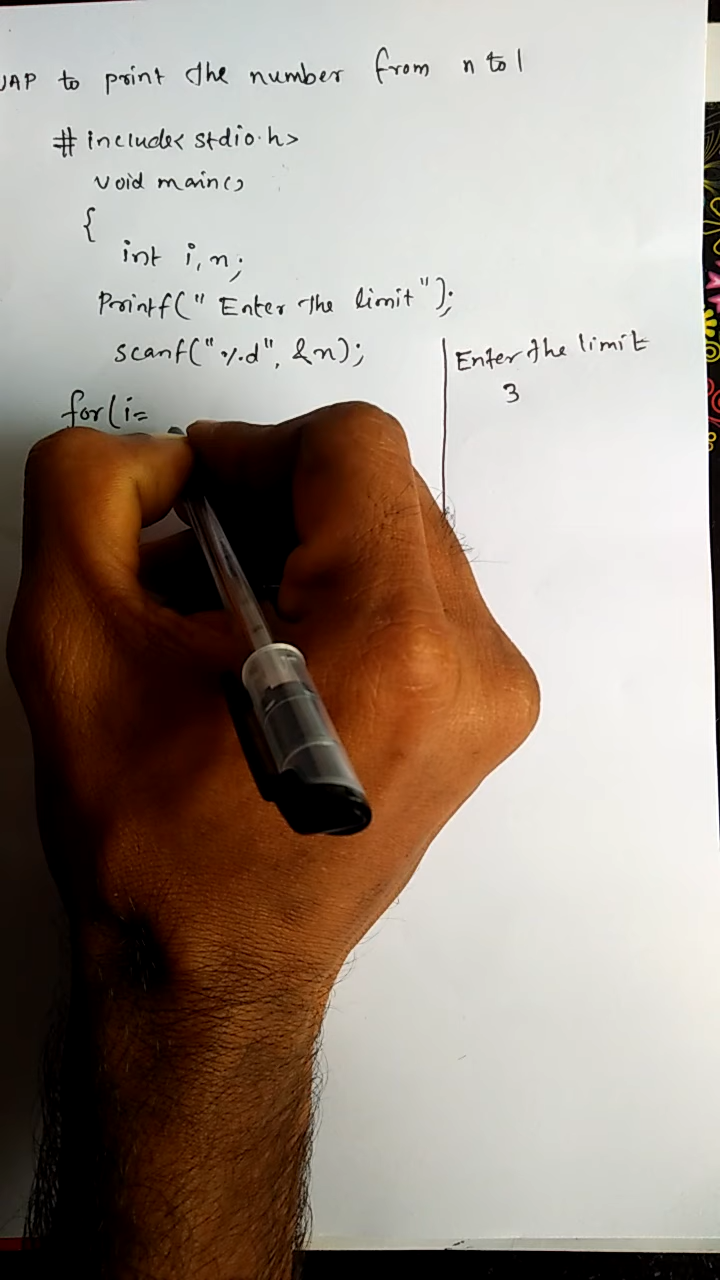 WAP to print the number from n to 1
#include<stdio.h>
void main()
{
int i, n;
Printf(" Enter the limit");
scanf("%d", &n);
for(i=
Enter the limit
3